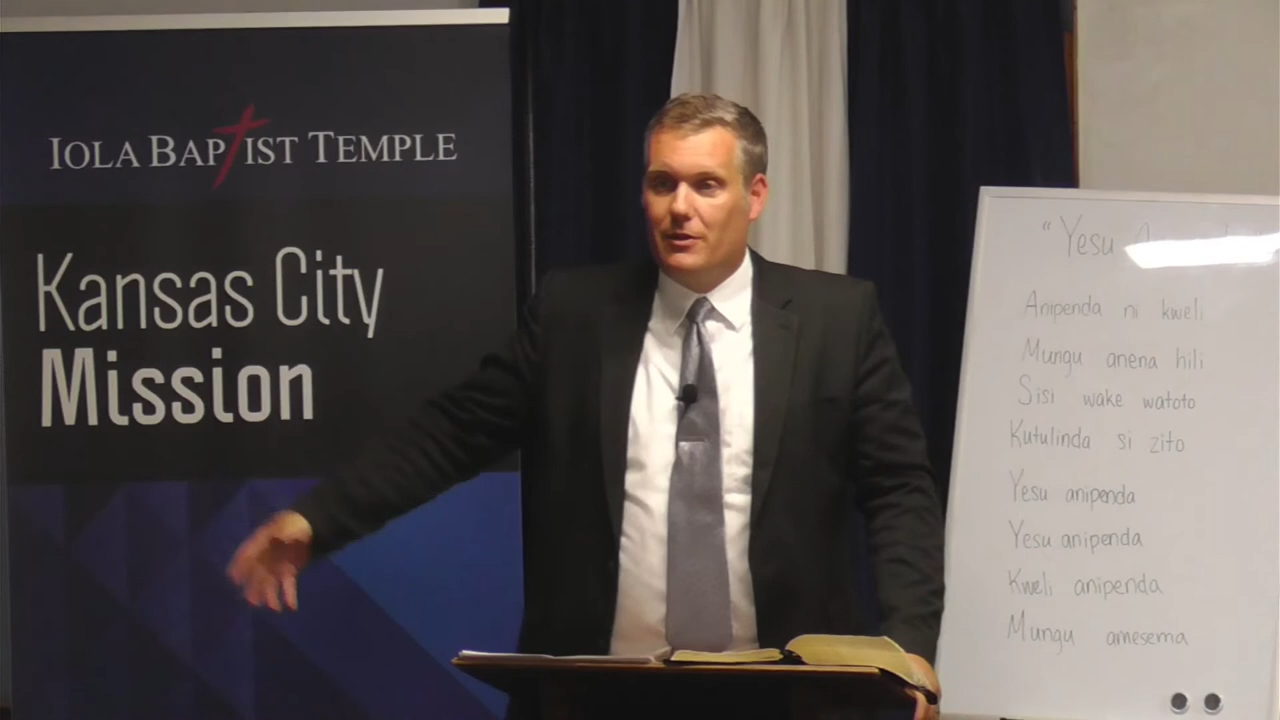 IOLA BAPTIST TEMPLE
Kansas City
Mission
"Yesu
Anipenda ni kweli
Mungu anena hili
Sisi wake watoto
Kutulinda si zito
Yesu anipenda
Yesu anipenda
Kweli anipenda
Mungu amesema